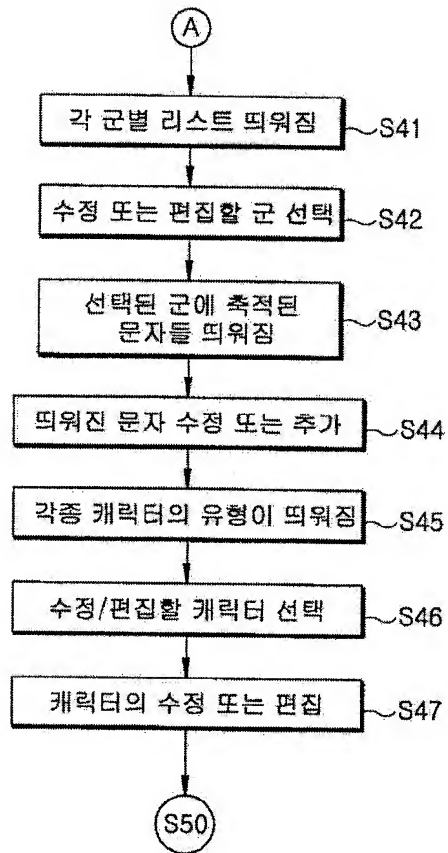 A
각 군별 리스트 띄워짐
S41
수정 또는 편집할 군 선택
S42
선택된 군에 축적된
문자들 띄워짐
S43
띄워진 문자 수정 또는 추가
S44
각종 캐릭터의 유형이 띄워짐
S45
수정/편집할 캐릭터 선택
S46
캐릭터의 수정 또는 편집
S47
S50